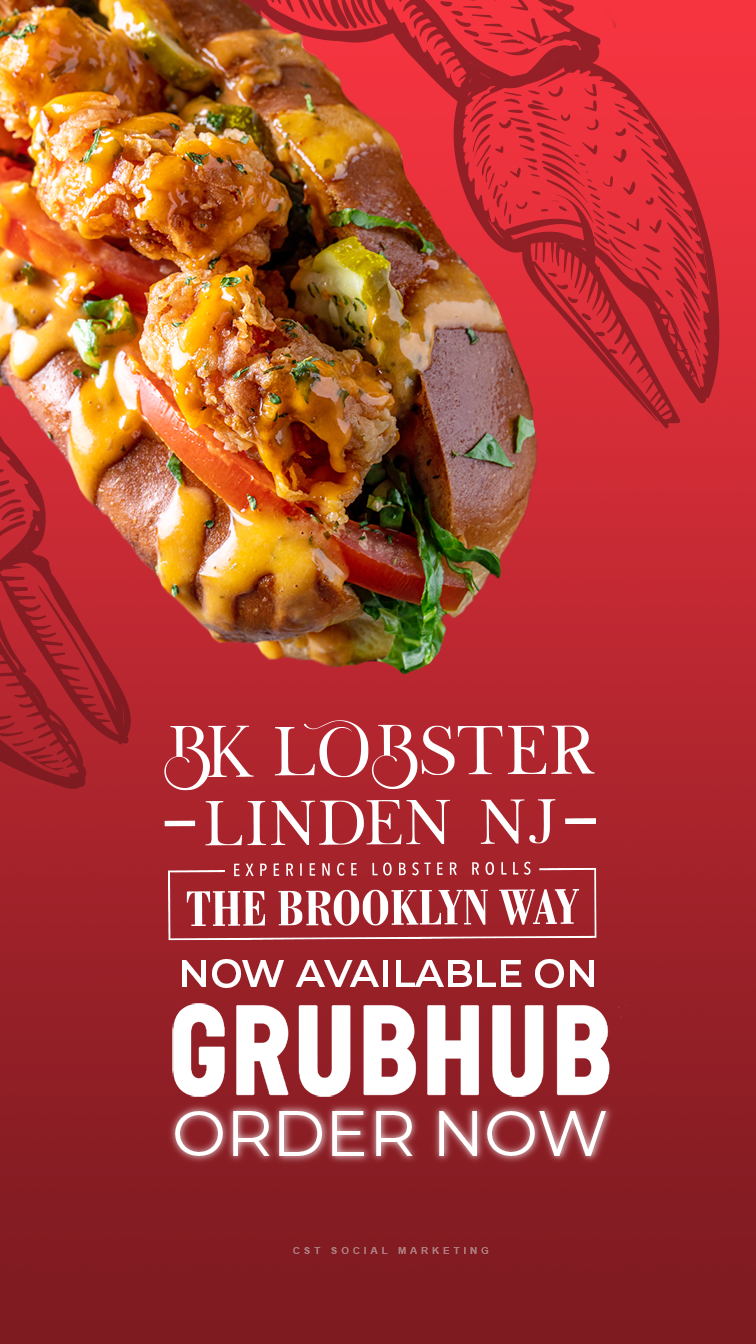 BK LOBSTER
-LINDEN NJ-
EXPERIENCE LOBSTER ROLLS
THE BROOKLYN WAY
NOW AVAILABLE ON
GRUBHUB
ORDER NOW
CST SOCIAL MARKETING